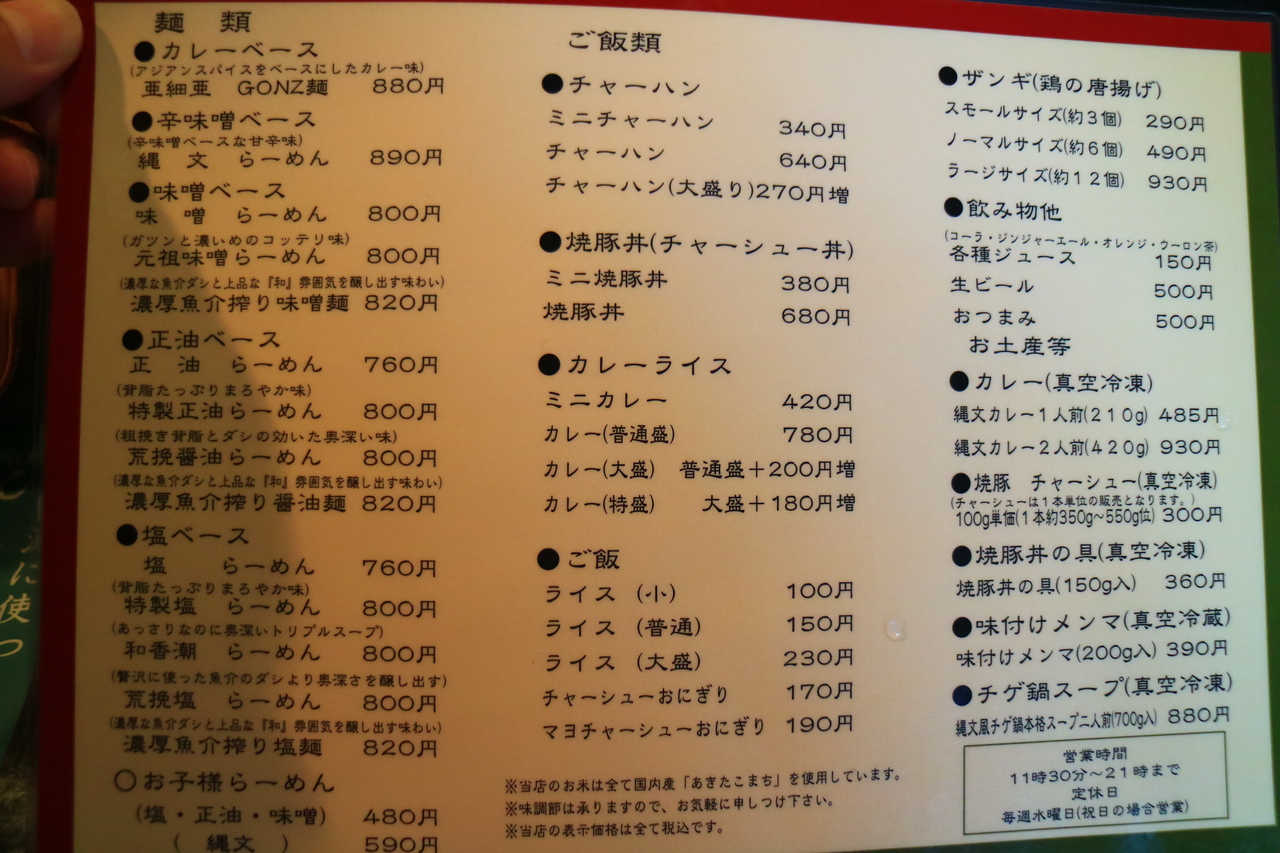 麺 類
●カレーベース
(アジアンスパイスをベースにしたカレー味)
亜細亜 GONZ麺 880円
●辛味噌ベース
(辛味噌ベースな甘辛味)
縄 文 らーめん 890円
●味噌ベース
味 噌 らーめん 800円
(ガツンと濃いめのコッテリ味)
元祖味噌らーめん 800円
(濃厚な魚介ダシと上品な『和』雰囲気を醸し出す味わい)
濃厚魚介搾り味噌麺 820円
●正油ベース
正 油 らーめん 760円
(背脂たっぷりまろやか味)
特製正油らーめん 800円
(粗挽き背脂とダシの効いた奥深い味)
荒挽醤油らーめん 800円
(濃厚な魚介ダシと上品な『和』雰囲気を醸し出す味わい)
濃厚魚介搾り醤油麺 820円
●塩ベース
塩 らーめん 760円
(背脂たっぷりまろやか味)
特製塩 らーめん 800円
(あっさりなのに奥深いトリプルスープ)
和香潮 らーめん 800円
(贅沢に使った魚介のダシより奥深さを醸し出す)
荒挽塩 らーめん 800円
(濃厚な魚介ダシと上品な『和』雰囲気を醸し出す味わい)
濃厚魚介搾り塩麺 820円
○お子様らーめん
(塩・正油・味噌) 480円
( 縄文 ) 590円
ご飯類
●チャーハン
ミニチャーハン 340円
チャーハン 640円
チャーハン(大盛り)270円増
●焼豚丼(チャーシュー丼)
ミニ焼豚丼 380円
焼豚丼 680円
●カレーライス
ミニカレー 420円
カレー(普通盛) 780円
カレー(大盛) 普通盛+200円増
カレー(特盛) 大盛+180円増
●ご飯
ライス (小) 100円
ライス (普通) 150円
ライス (大盛) 230円
チャーシューおにぎり 170円
マヨチャーシューおにぎり 190円
※当店のお米は全て国内産「あきたこまち」を使用しています。
※味調節は承りますので、お気軽に申しつけ下さい。
※当店の表示価格は全て税込です。
●ザンギ(鶏の唐揚げ)
スモールサイズ(約3個) 290円
ノーマルサイズ(約6個) 490円
ラージサイズ(約12個) 930円
●飲み物他
(コーラ・ジンジャーエール・オレンジ・ウーロン茶)
各種ジュース 150円
生ビール 500円
おつまみ 500円
お土産等
●カレー(真空冷凍)
縄文カレー1人前(210g) 485円
縄文カレー2人前(420g) 930円
●焼豚 チャーシュー(真空冷凍)
(チャーシューは1本単位の販売となります。)
100g単価(1本約350g~550g位) 300円
●焼豚丼の具(真空冷凍)
焼豚丼の具(150g入) 360円
●味付けメンマ(真空冷蔵)
味付けメンマ(200g入) 390円
●チゲ鍋スープ(真空冷凍)
縄文風チゲ鍋本格スープ二人前(700g入) 880円
営業時間
11時30分~21時まで
定休日
毎週水曜日(祝日の場合営業)
に
使
つ